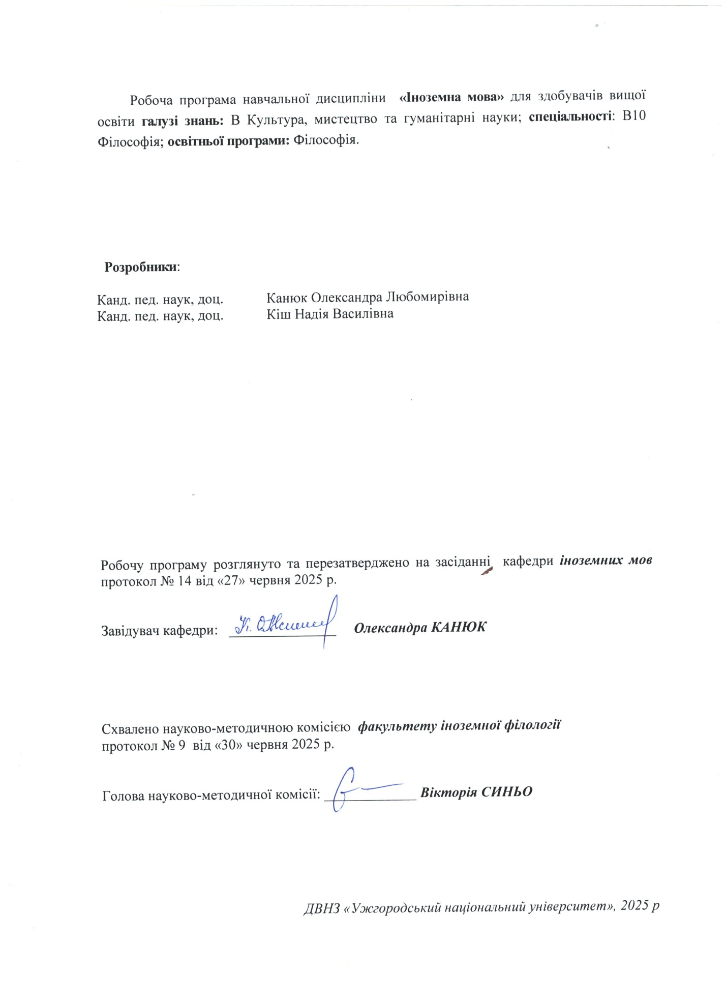 Робоча програма навчальної дисципліни «Іноземна мова» для здобувачів вищої
освіти галузі знань: В Культура, мистецтво та гуманітарні науки; спеціальності: В10
Філософія; освітньої програми: Філософія.
Розробники:
Канд. пед. наук, доц. Канюк Олександра Любомирівна
Канд. пед. наук, доц. Кіш Надія Василівна
Робочу програму розглянуто та перезатверджено на засіданні кафедри іноземних мов
протокол № 14 від «27» червня 2025 р.
Завідувач кафедри: Олександра КАНЮК
Схвалено науково-методичною комісією факультету іноземної філології
протокол № 9 від «30» червня 2025 р.
Голова науково-методичної комісії: Вікторія СИНЬО
ДВНЗ «Ужгородський національний університет», 2025 р